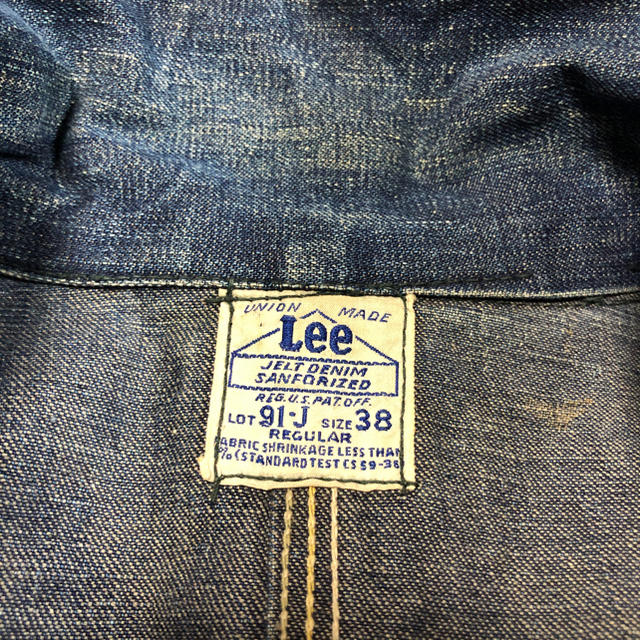 UNION MADE
Lee
JELT DENIM
SANFORIZED
REG. U.S. PAT. OFF.
LOT 91-J SIZE 38
REGULAR
ABRIC SHRINKAGE LESS THAN
% (STANDARD TEST CS 59-36